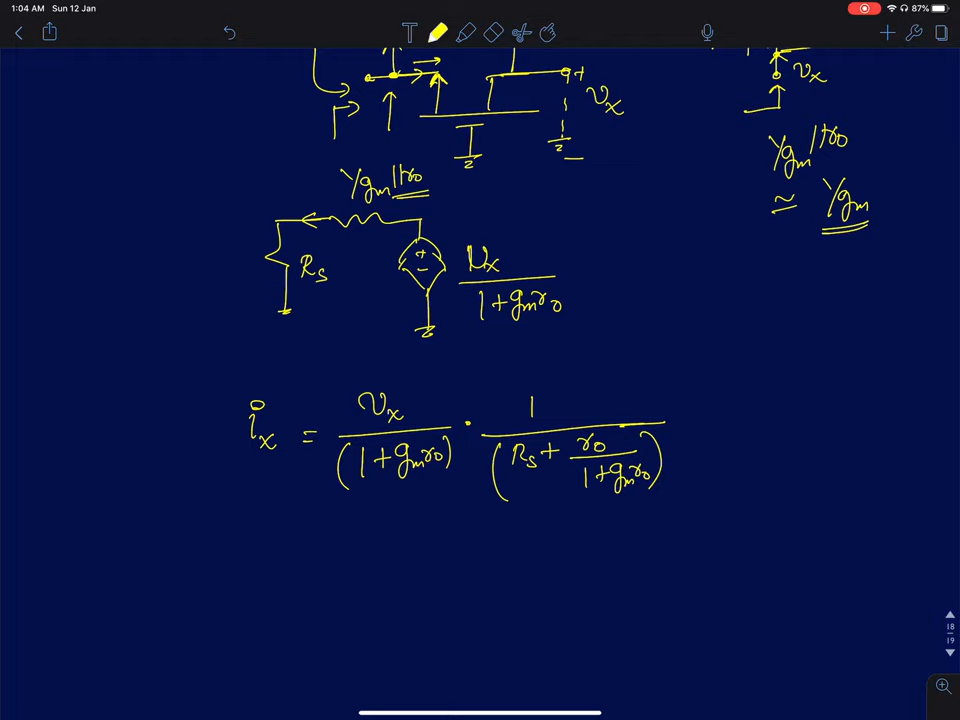 1:04 AM Sun 12 Jan
87%
+
v_x
v_x
1/g_m||r_o
≈ 1/g_m
1/g_m||r_o
R_s
+
-
v_x
1+g_m r_o
i_x = v_x / (1+g_m r_o) · 1 / (R_s + r_o / (1+g_m r_o))
18
19